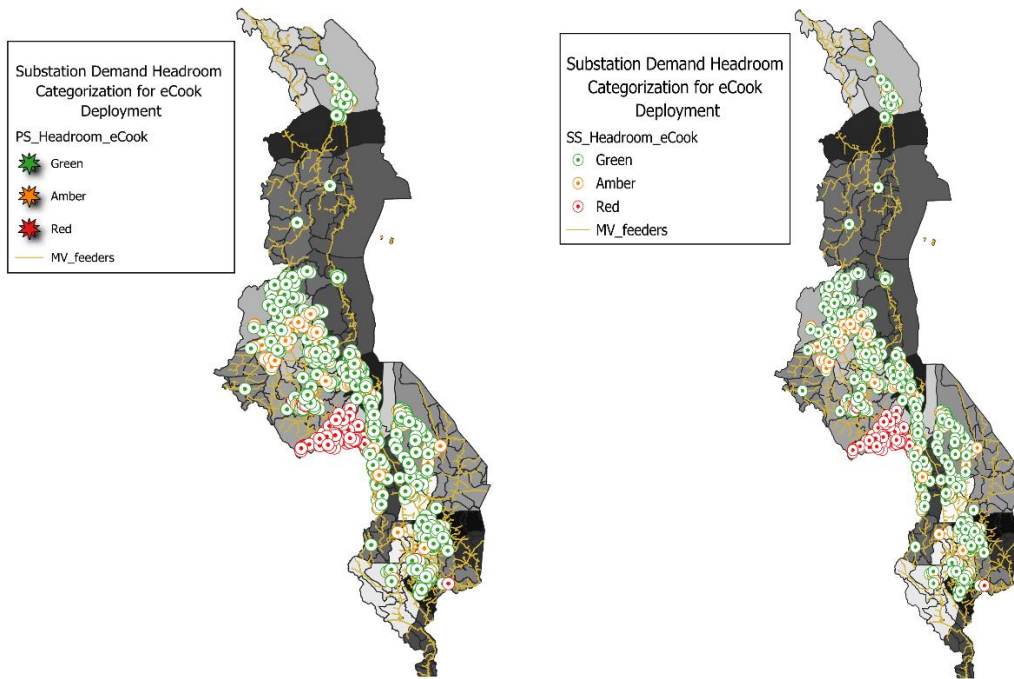 Substation Demand Headroom
Categorization for eCook
Deployment
PS_Headroom_eCook
Green
Amber
Red
MV_feeders
Substation Demand Headroom
Categorization for eCook
Deployment
SS_Headroom_eCook
Green
Amber
Red
MV_feeders